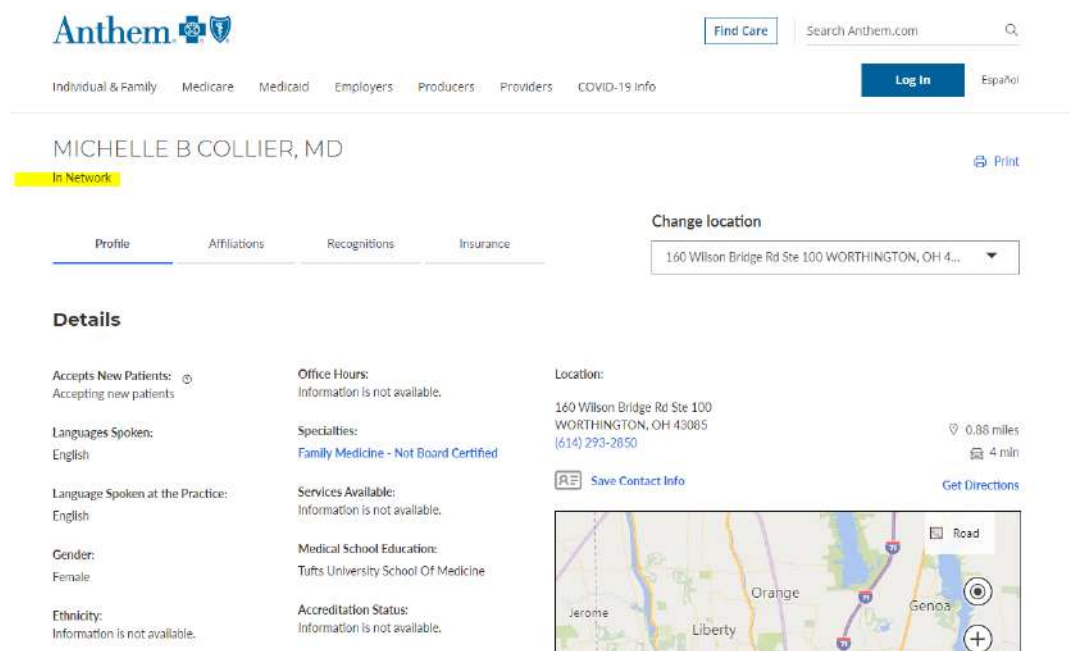 Anthem
Find Care
Search Anthem.com
Individual & Family
Medicare
Medicaid
Employers
Producers
Providers
COVID-19 Info
Log In
Español
MICHELLE B COLLIER, MD
In Network
Print
Profile
Affiliations
Recognitions
Insurance
Change location
160 Wilson Bridge Rd Ste 100 WORTHINGTON, OH 4...
Details
Accepts New Patients:
Accepting new patients
Languages Spoken:
English
Language Spoken at the Practice:
English
Gender:
Female
Ethnicity:
Information is not available.
Office Hours:
Information is not available.
Specialties:
Family Medicine - Not Board Certified
Services Available:
Information is not available.
Medical School Education:
Tufts University School Of Medicine
Accreditation Status:
Information is not available.
Location:
160 Wilson Bridge Rd Ste 100
WORTHINGTON, OH 43085
(614) 293-2850
0.88 miles
4 min
Save Contact Info
Get Directions
Road
71
Orange
71
Genoa
Jerome
Liberty
71